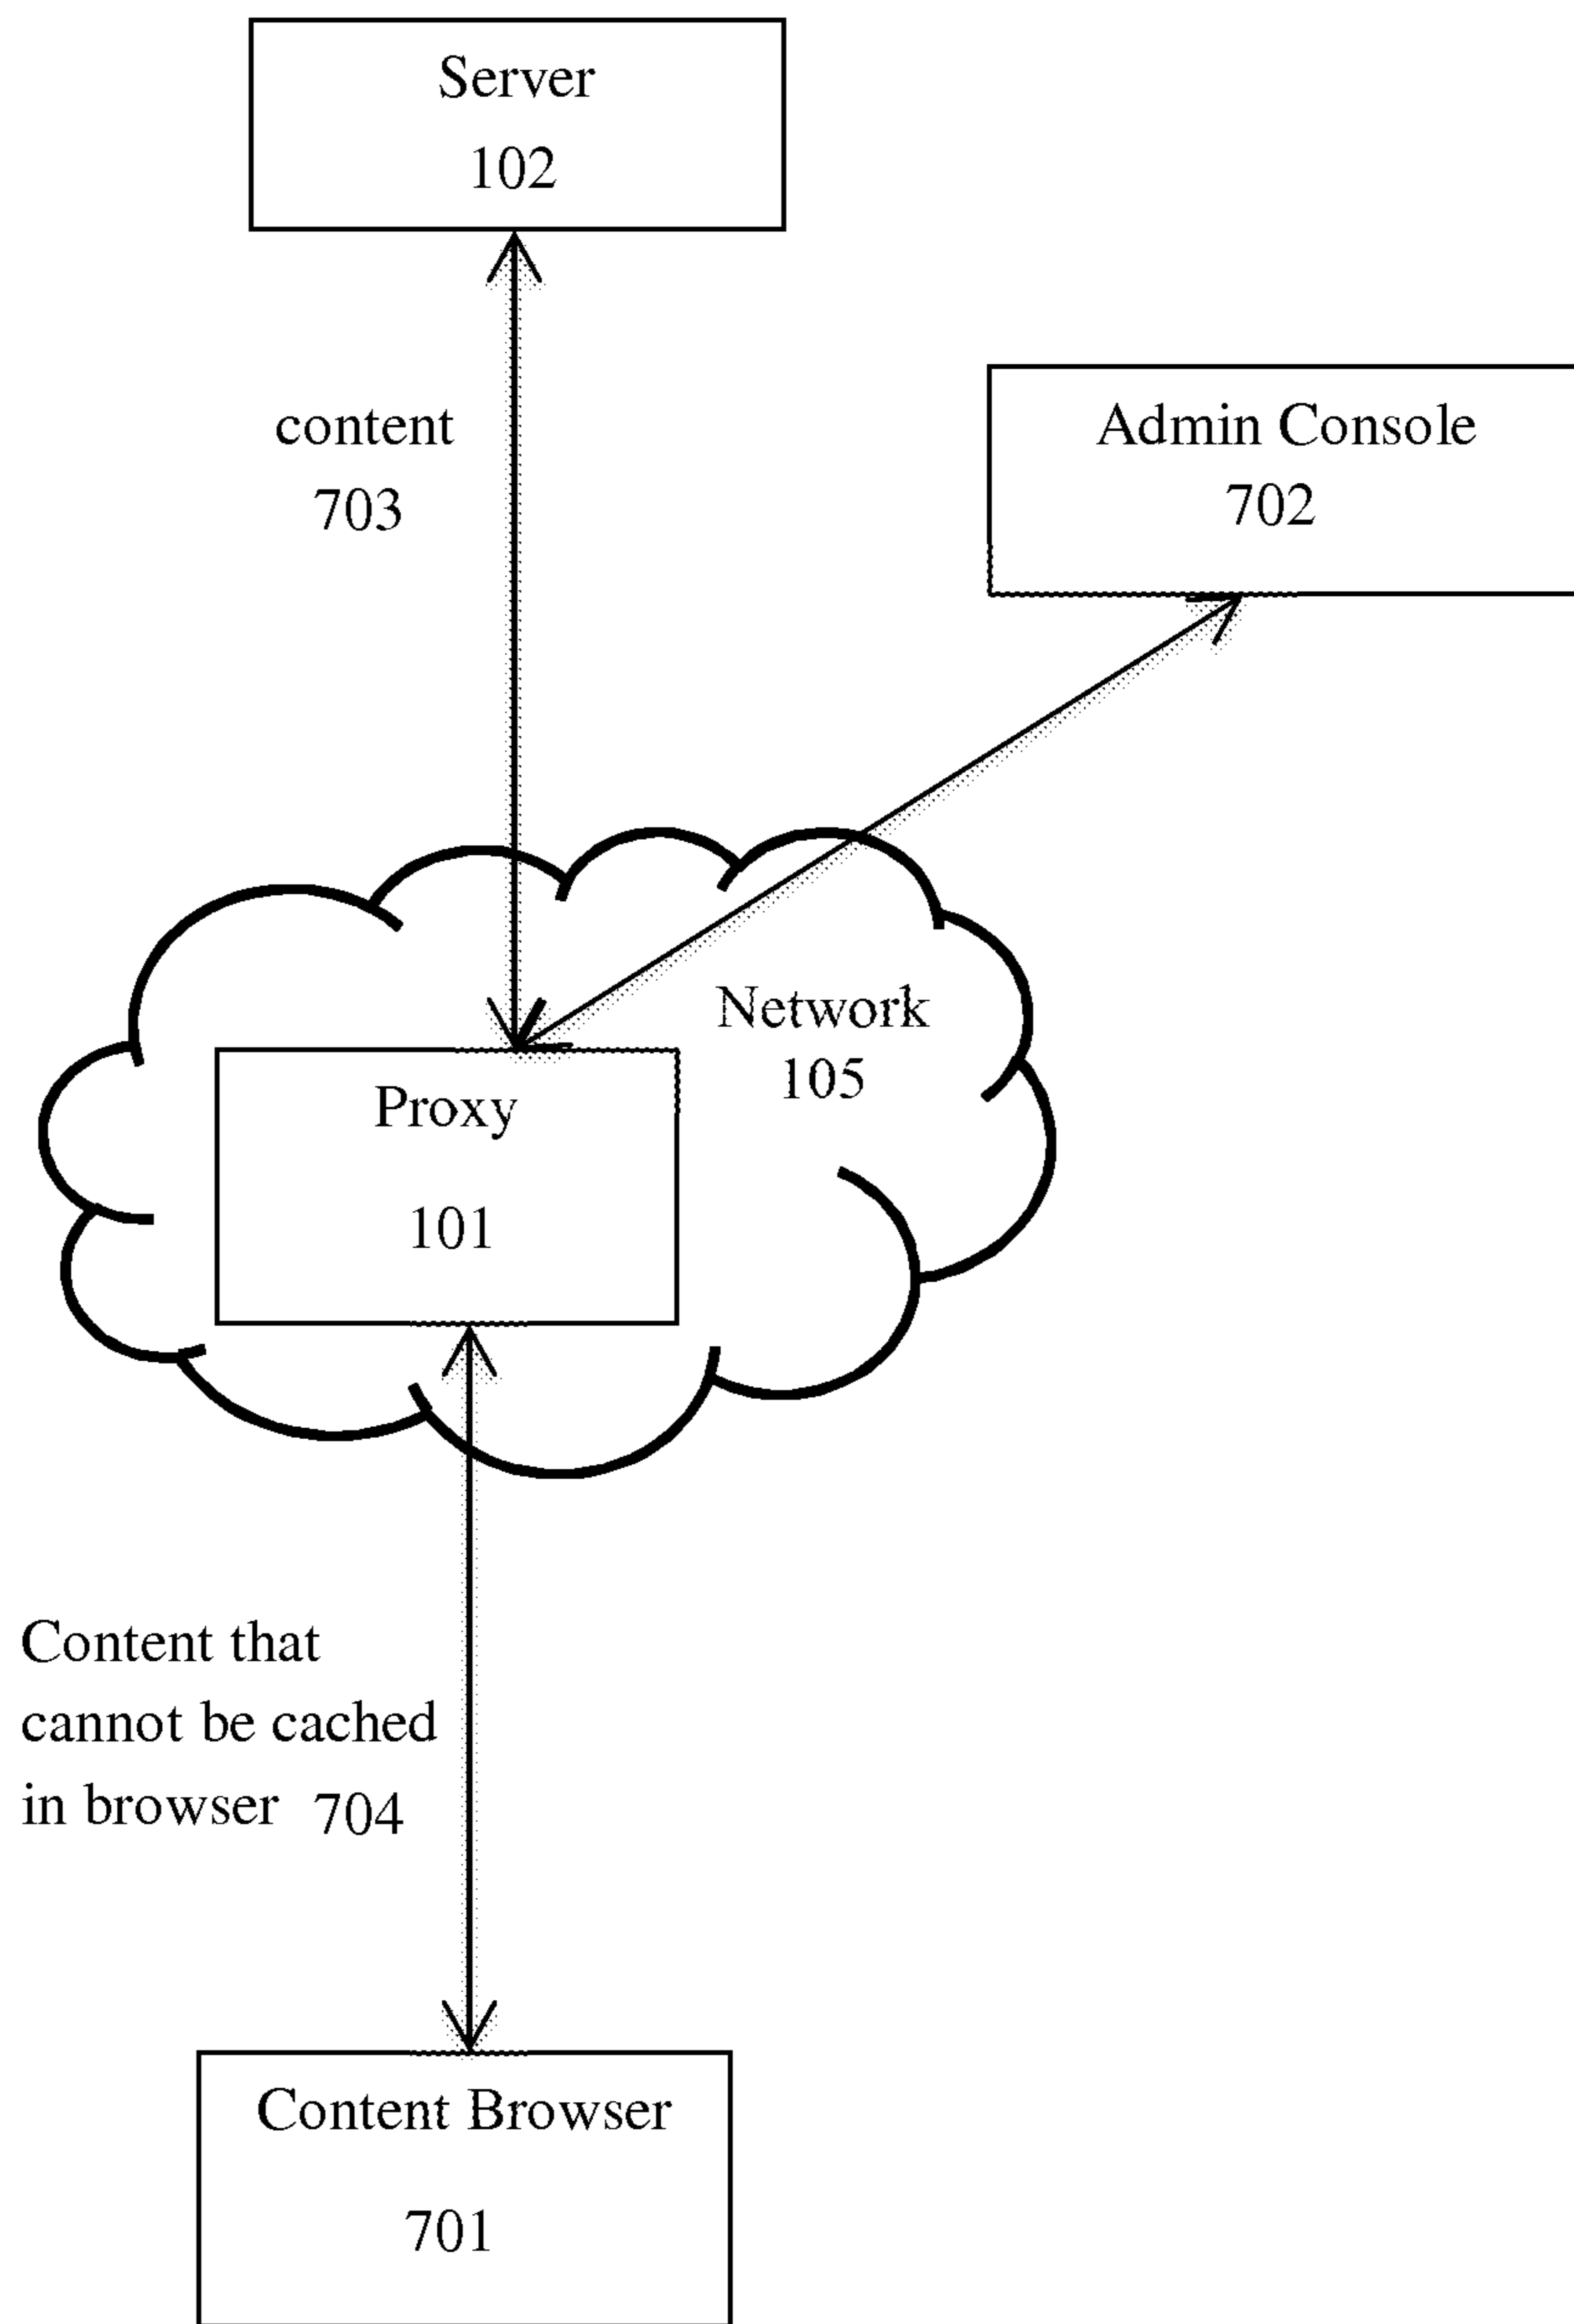 Server
102
content
703
Admin Console
702
Network
105
Proxy
101
Content that
cannot be cached
in browser 704
Content Browser
701